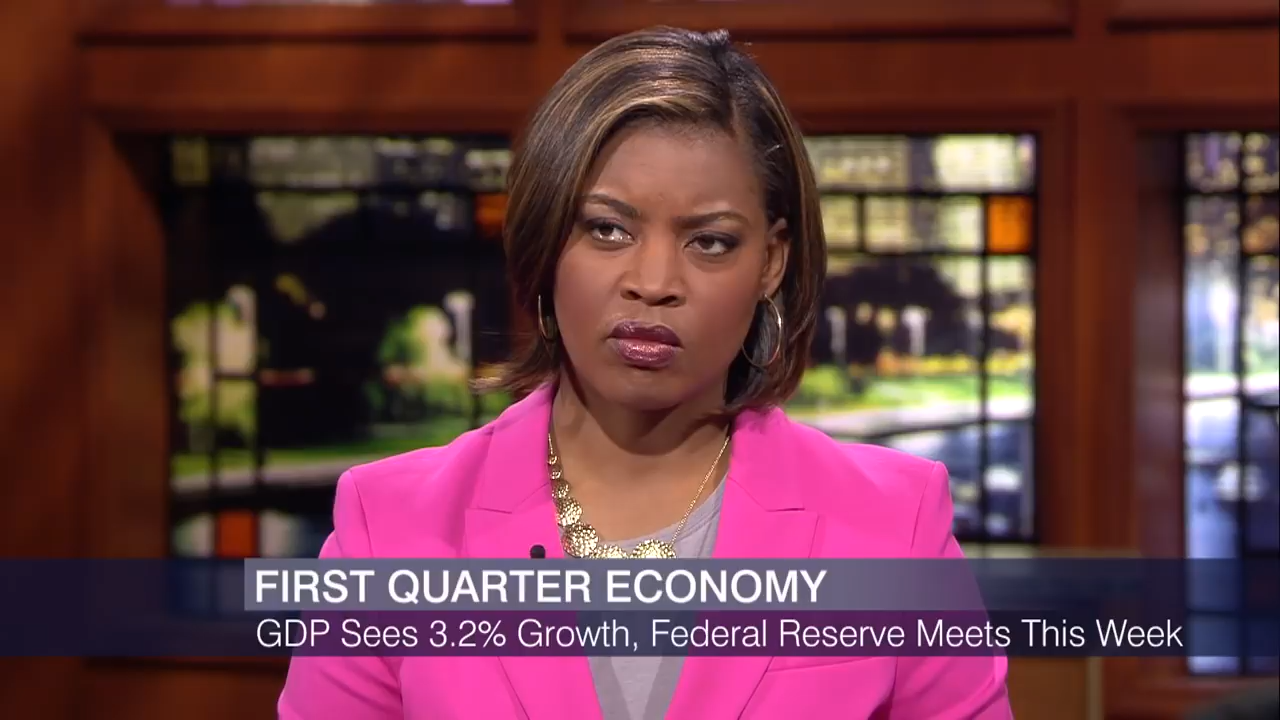 FIRST QUARTER ECONOMY
GDP Sees 3.2% Growth, Federal Reserve Meets This Week